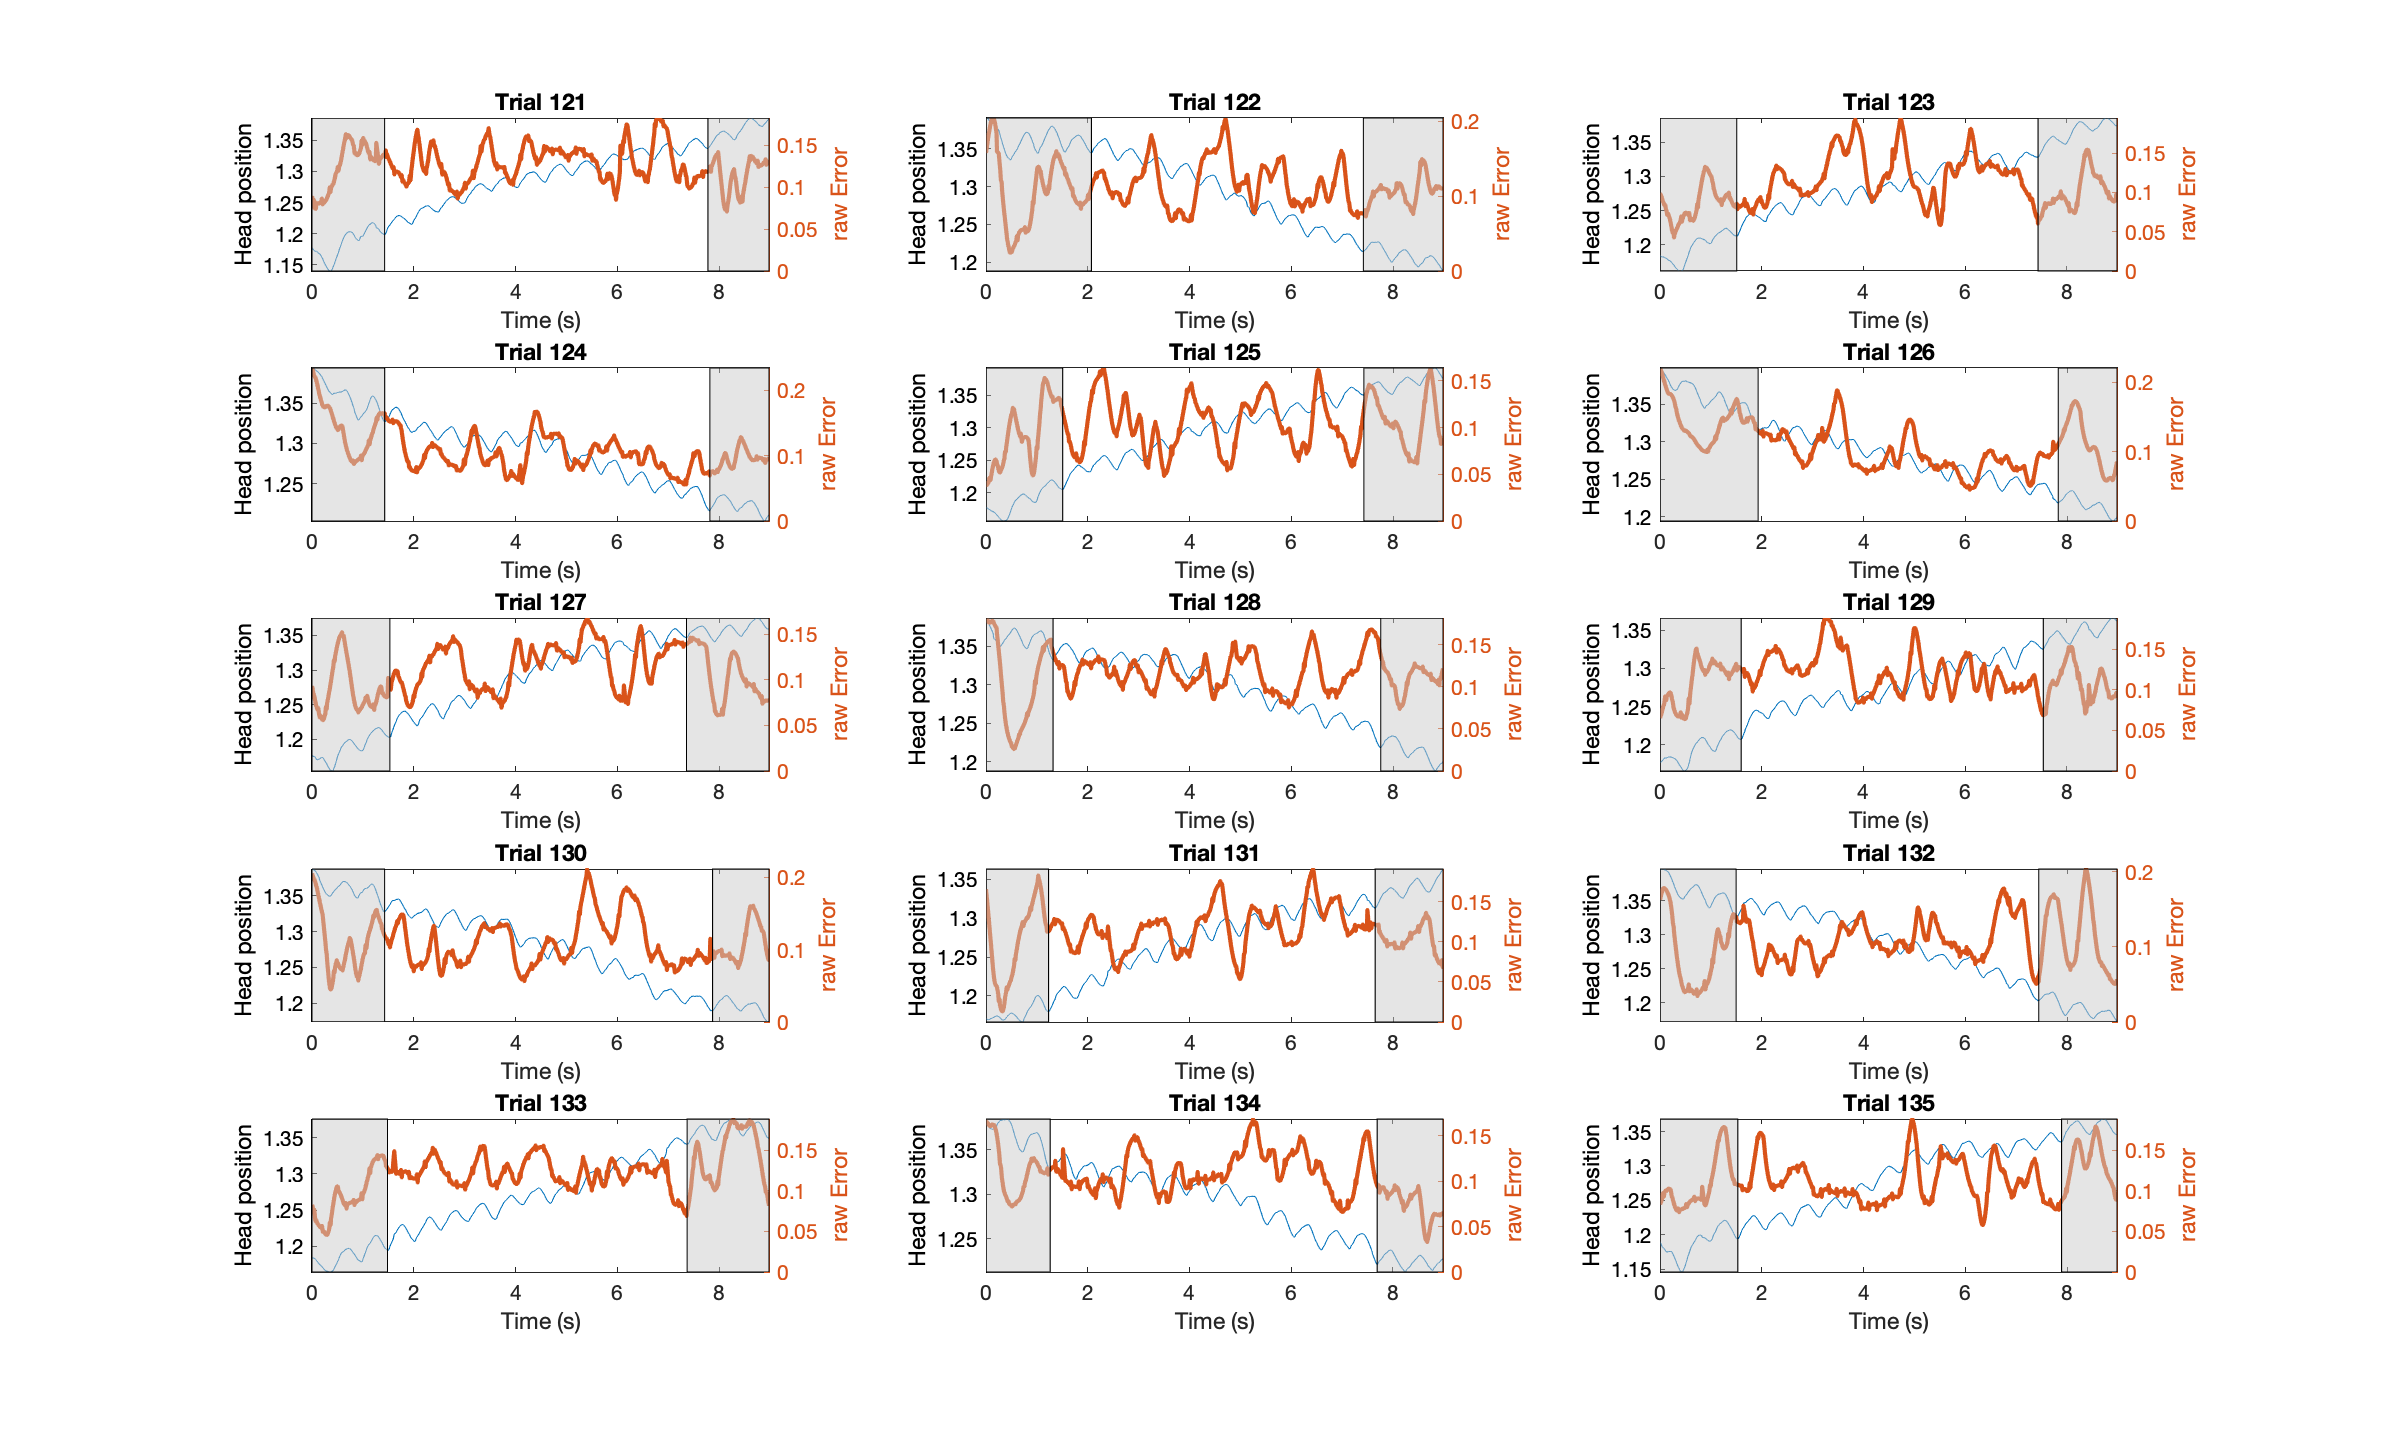 Trial 121
Head position
1.35
1.3
1.25
1.2
1.15
0.15
0.1
0.05
0
raw Error
0 2 4 6 8
Time (s)
Trial 122
Head position
1.35
1.3
1.25
1.2
0.2
0.1
0
raw Error
0 2 4 6 8
Time (s)
Trial 123
Head position
1.35
1.3
1.25
1.2
0.15
0.1
0.05
0
raw Error
0 2 4 6 8
Time (s)
Trial 124
Head position
1.35
1.3
1.25
0.2
0.1
0
raw Error
0 2 4 6 8
Time (s)
Trial 125
Head position
1.35
1.3
1.25
1.2
0.15
0.1
0.05
0
raw Error
0 2 4 6 8
Time (s)
Trial 126
Head position
1.35
1.3
1.25
1.2
0.2
0.1
0
raw Error
0 2 4 6 8
Time (s)
Trial 127
Head position
1.35
1.3
1.25
1.2
0.15
0.1
0.05
0
raw Error
0 2 4 6 8
Time (s)
Trial 128
Head position
1.35
1.3
1.25
1.2
0.15
0.1
0.05
0
raw Error
0 2 4 6 8
Time (s)
Trial 129
Head position
1.35
1.3
1.25
1.2
0.15
0.1
0.05
0
raw Error
0 2 4 6 8
Time (s)
Trial 130
Head position
1.35
1.3
1.25
1.2
0.2
0.1
0
raw Error
0 2 4 6 8
Time (s)
Trial 131
Head position
1.35
1.3
1.25
1.2
0.15
0.1
0.05
0
raw Error
0 2 4 6 8
Time (s)
Trial 132
Head position
1.35
1.3
1.25
1.2
0.2
0.1
0
raw Error
0 2 4 6 8
Time (s)
Trial 133
Head position
1.35
1.3
1.25
1.2
0.15
0.1
0.05
0
raw Error
0 2 4 6 8
Time (s)
Trial 134
Head position
1.35
1.3
1.25
0.15
0.1
0.05
0
raw Error
0 2 4 6 8
Time (s)
Trial 135
Head position
1.35
1.3
1.25
1.2
1.15
0.15
0.1
0.05
0
raw Error
0 2 4 6 8
Time (s)